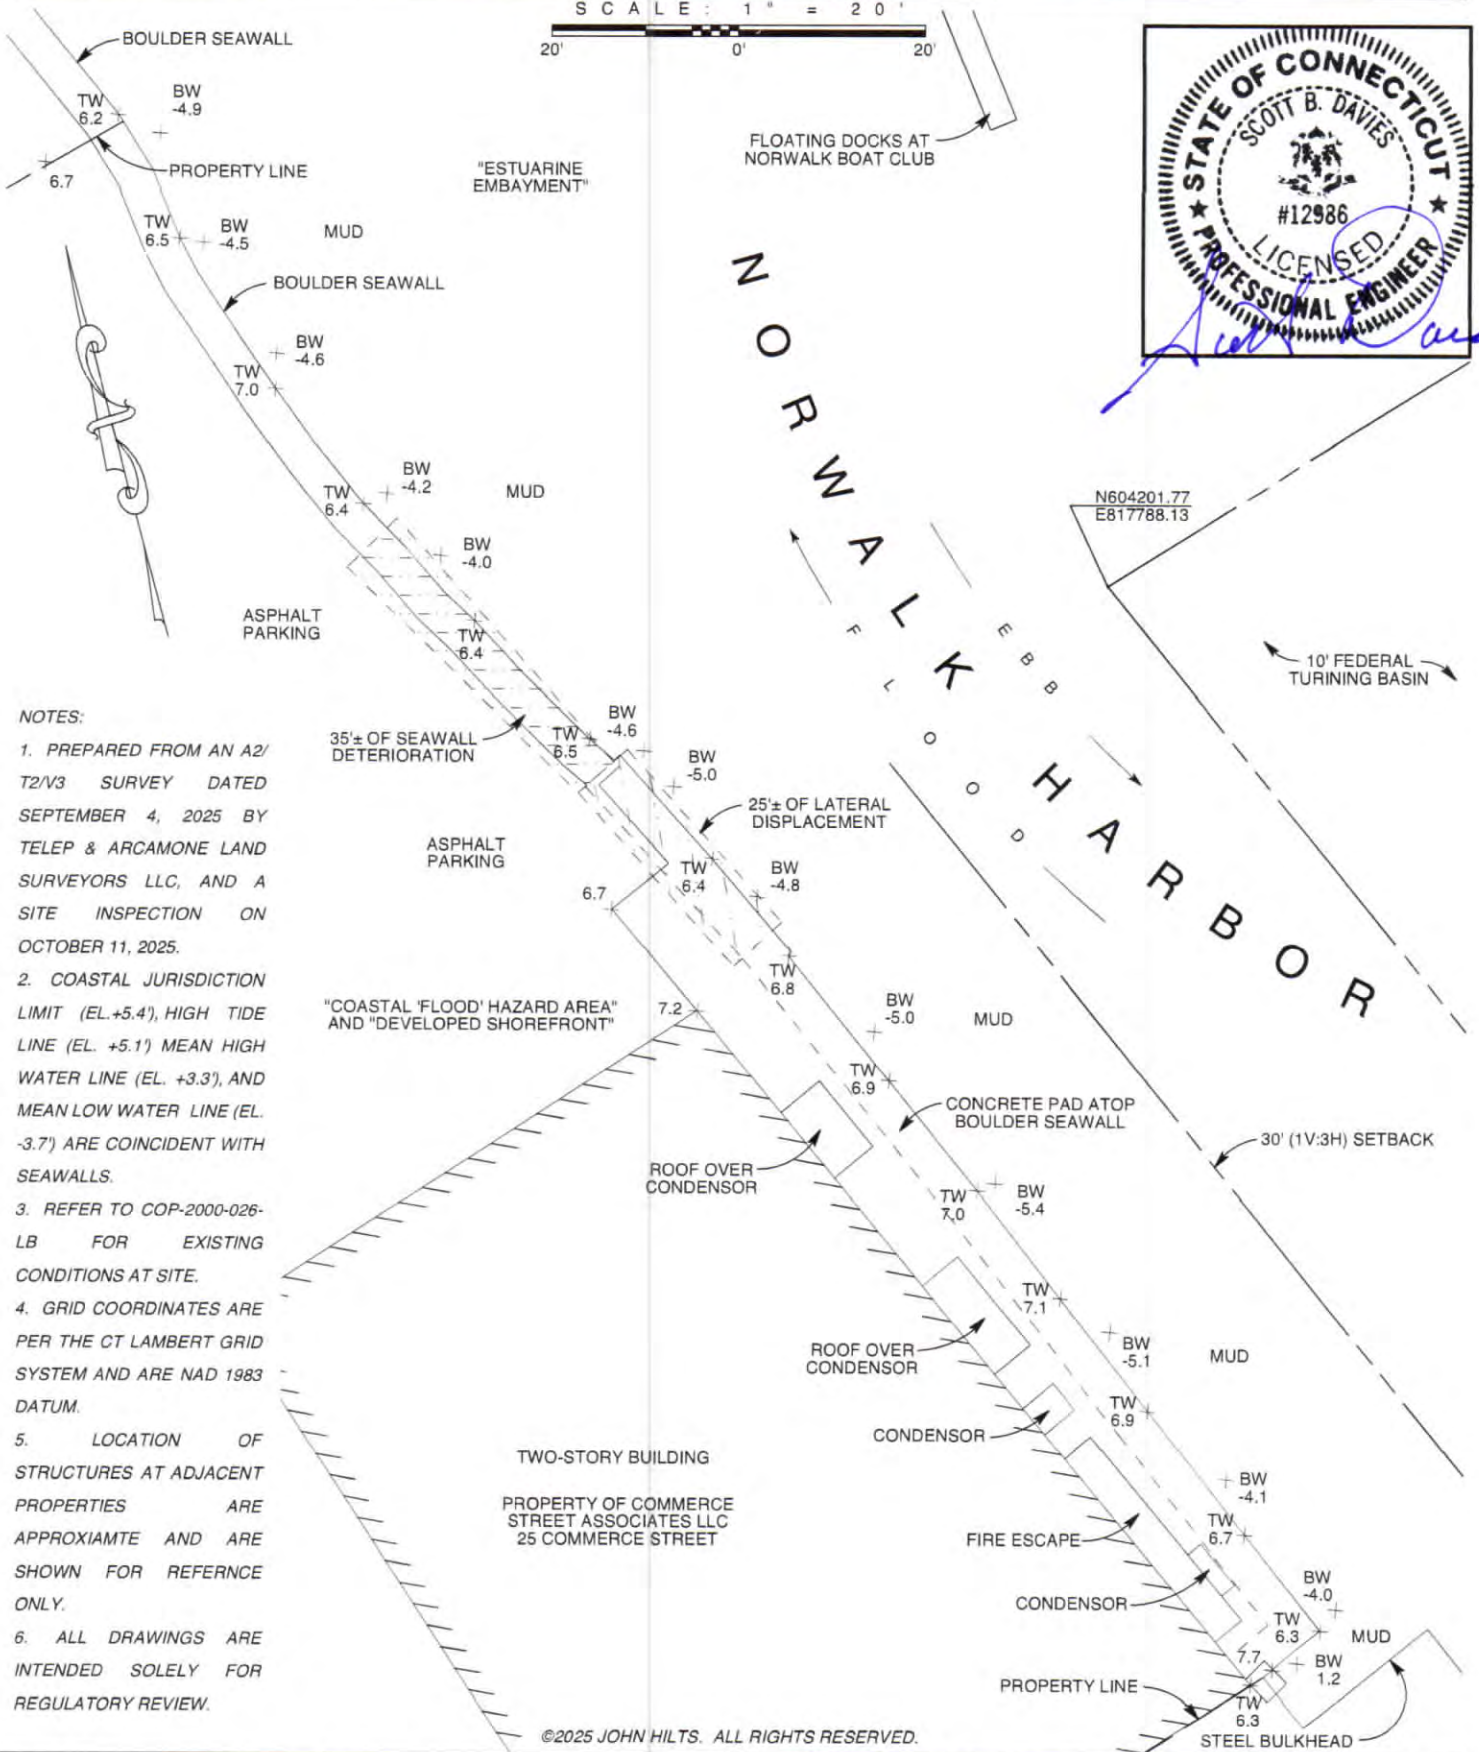 SCALE: 1" = 20'
20' 0' 20'
BOULDER SEAWALL
TW
6.2
BW
-4.9
PROPERTY LINE
6.7
"ESTUARINE
EMBAYMENT"
FLOATING DOCKS AT
NORWALK BOAT CLUB
STATE OF CONNECTICUT
SCOTT B. DAVIES
#12986
LICENSED
PROFESSIONAL ENGINEER
TW
6.5
BW
-4.5
MUD
BOULDER SEAWALL
BW
-4.6
TW
7.0
NORWALK HARBOR
BW
-4.2
TW
6.4
MUD
BW
-4.0
N604201.77
E817788.13
ASPHALT
PARKING
TW
6.4
FLOOD
EBB
10' FEDERAL
TURINING BASIN
35'± OF SEAWALL
DETERIORATION
TW
6.5
BW
-4.6
BW
-5.0
25'± OF LATERAL
DISPLACEMENT
ASPHALT
PARKING
6.7
TW
6.4
BW
-4.8
TW
6.8
"COASTAL 'FLOOD' HAZARD AREA"
AND "DEVELOPED SHOREFRONT"
7.2
BW
-5.0
MUD
TW
6.9
CONCRETE PAD ATOP
BOULDER SEAWALL
30' (1V:3H) SETBACK
ROOF OVER
CONDENSOR
TW
7.0
BW
-5.4
TW
7.1
ROOF OVER
CONDENSOR
BW
-5.1
MUD
TW
6.9
CONDENSOR
TWO-STORY BUILDING
PROPERTY OF COMMERCE
STREET ASSOCIATES LLC
25 COMMERCE STREET
BW
-4.1
TW
6.7
FIRE ESCAPE
CONDENSOR
BW
-4.0
TW
6.3
MUD
7.7
BW
1.2
PROPERTY LINE
TW
6.3
STEEL BULKHEAD
NOTES:
1. PREPARED FROM AN A2/
T2/V3 SURVEY DATED
SEPTEMBER 4, 2025 BY
TELEP & ARCAMONE LAND
SURVEYORS LLC, AND A
SITE INSPECTION ON
OCTOBER 11, 2025.
2. COASTAL JURISDICTION
LIMIT (EL.+5.4'), HIGH TIDE
LINE (EL. +5.1') MEAN HIGH
WATER LINE (EL. +3.3'), AND
MEAN LOW WATER LINE (EL.
-3.7') ARE COINCIDENT WITH
SEAWALLS.
3. REFER TO COP-2000-026-
LB FOR EXISTING
CONDITIONS AT SITE.
4. GRID COORDINATES ARE
PER THE CT LAMBERT GRID
SYSTEM AND ARE NAD 1983
DATUM.
5. LOCATION OF
STRUCTURES AT ADJACENT
PROPERTIES ARE
APPROXIAMTE AND ARE
SHOWN FOR REFERNCE
ONLY.
6. ALL DRAWINGS ARE
INTENDED SOLELY FOR
REGULATORY REVIEW.
©2025 JOHN HILTS. ALL RIGHTS RESERVED.